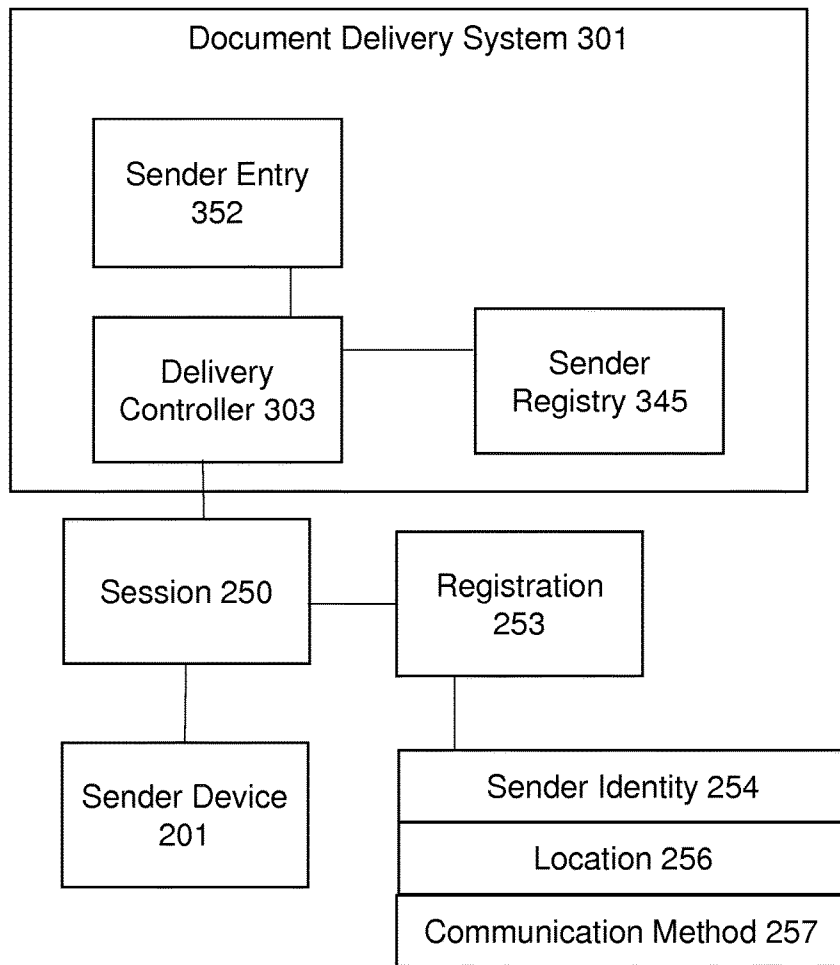 Document Delivery System 301
Sender Entry
352
Delivery
Controller 303
Sender
Registry 345
Session 250
Registration
253
Sender Device
201
Sender Identity 254
Location 256
Communication Method 257